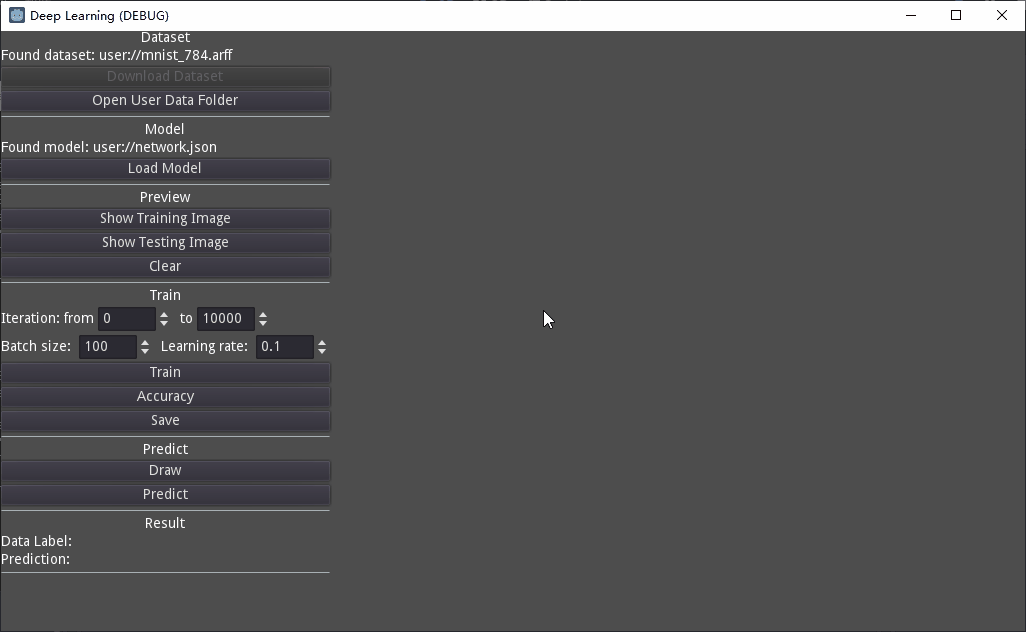 Deep Learning (DEBUG)
Dataset
Found dataset: user://mnist_784.arff
Download Dataset
Open User Data Folder
Model
Found model: user://network.json
Load Model
Preview
Show Training Image
Show Testing Image
Clear
Train
Iteration: from 0 to 10000
Batch size: 100 Learning rate: 0.1
Train
Accuracy
Save
Predict
Draw
Predict
Result
Data Label:
Prediction: